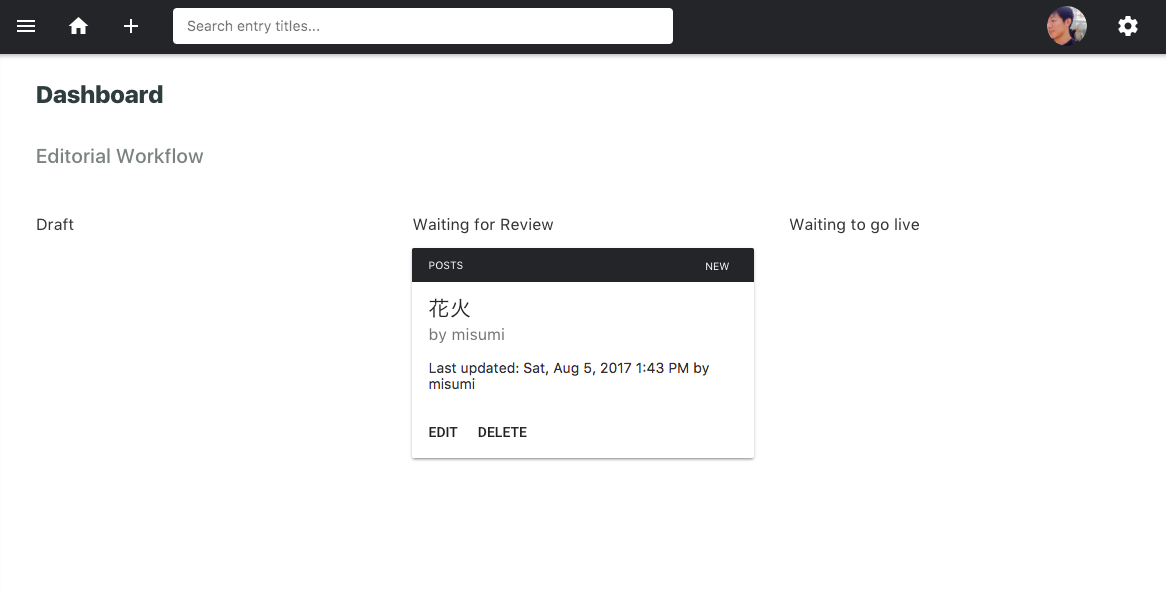 Search entry titles...
Dashboard
Editorial Workflow
Draft
Waiting for Review
Waiting to go live
POSTS
NEW
花火
by misumi
Last updated: Sat, Aug 5, 2017 1:43 PM by
misumi
EDIT DELETE